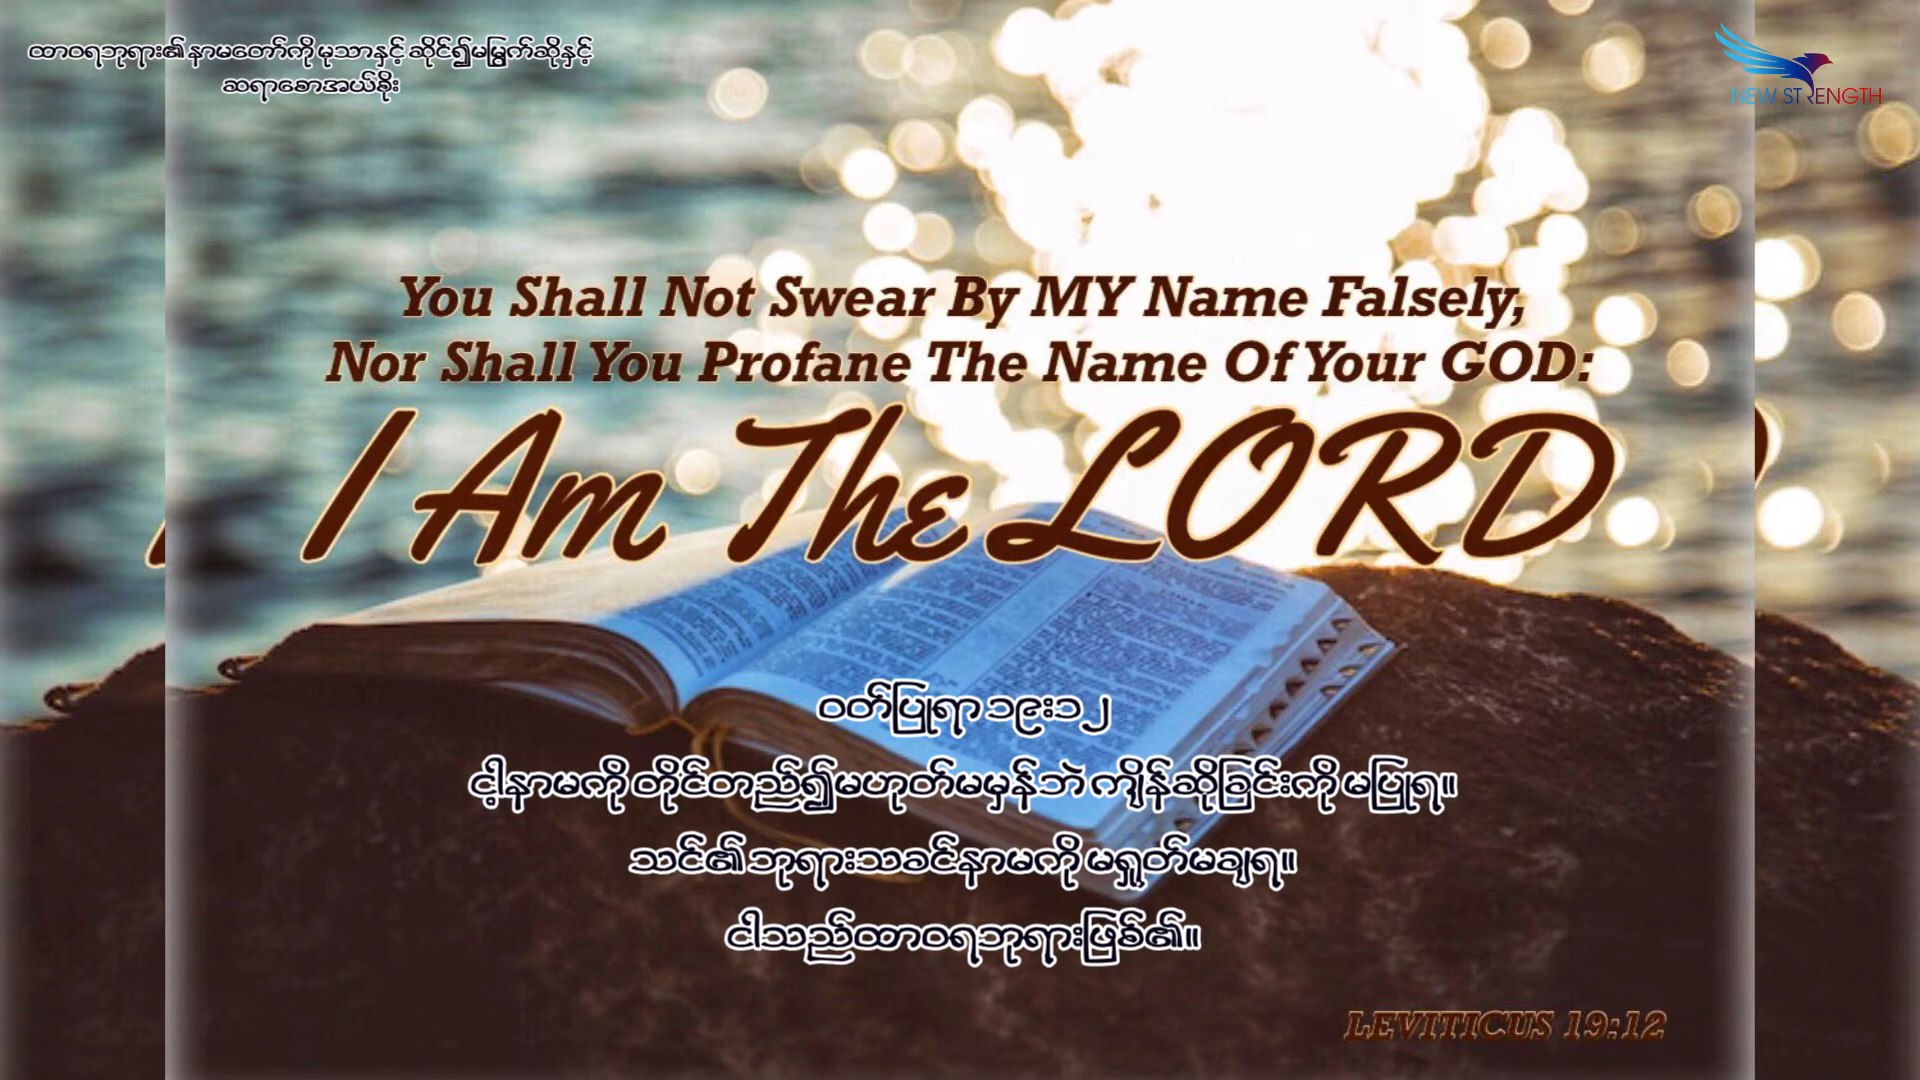 ထာဝရဘုရား၏ နာမတော်ကို မုသာနှင့် ဆိုင်၍မမြွက်ဆိုနှင့်
ဆရာစောအယ်ခိုး
NEW STRENGTH
You Shall Not Swear By MY Name Falsely,
Nor Shall You Profane The Name Of Your GOD:
I Am The LORD
ဝတ်ပြုရာ ၁၉း၁၂
ငါ့နာမကို တိုင်တည်၍မဟုတ်မမှန်ဘဲ ကျိန်ဆိုခြင်းကို မပြုရ။
သင်၏ ဘုရားသခင်နာမကို မရှုတ်မချရ။
ငါသည်ထာဝရဘုရားဖြစ်၏။
LEVITICUS 19:12